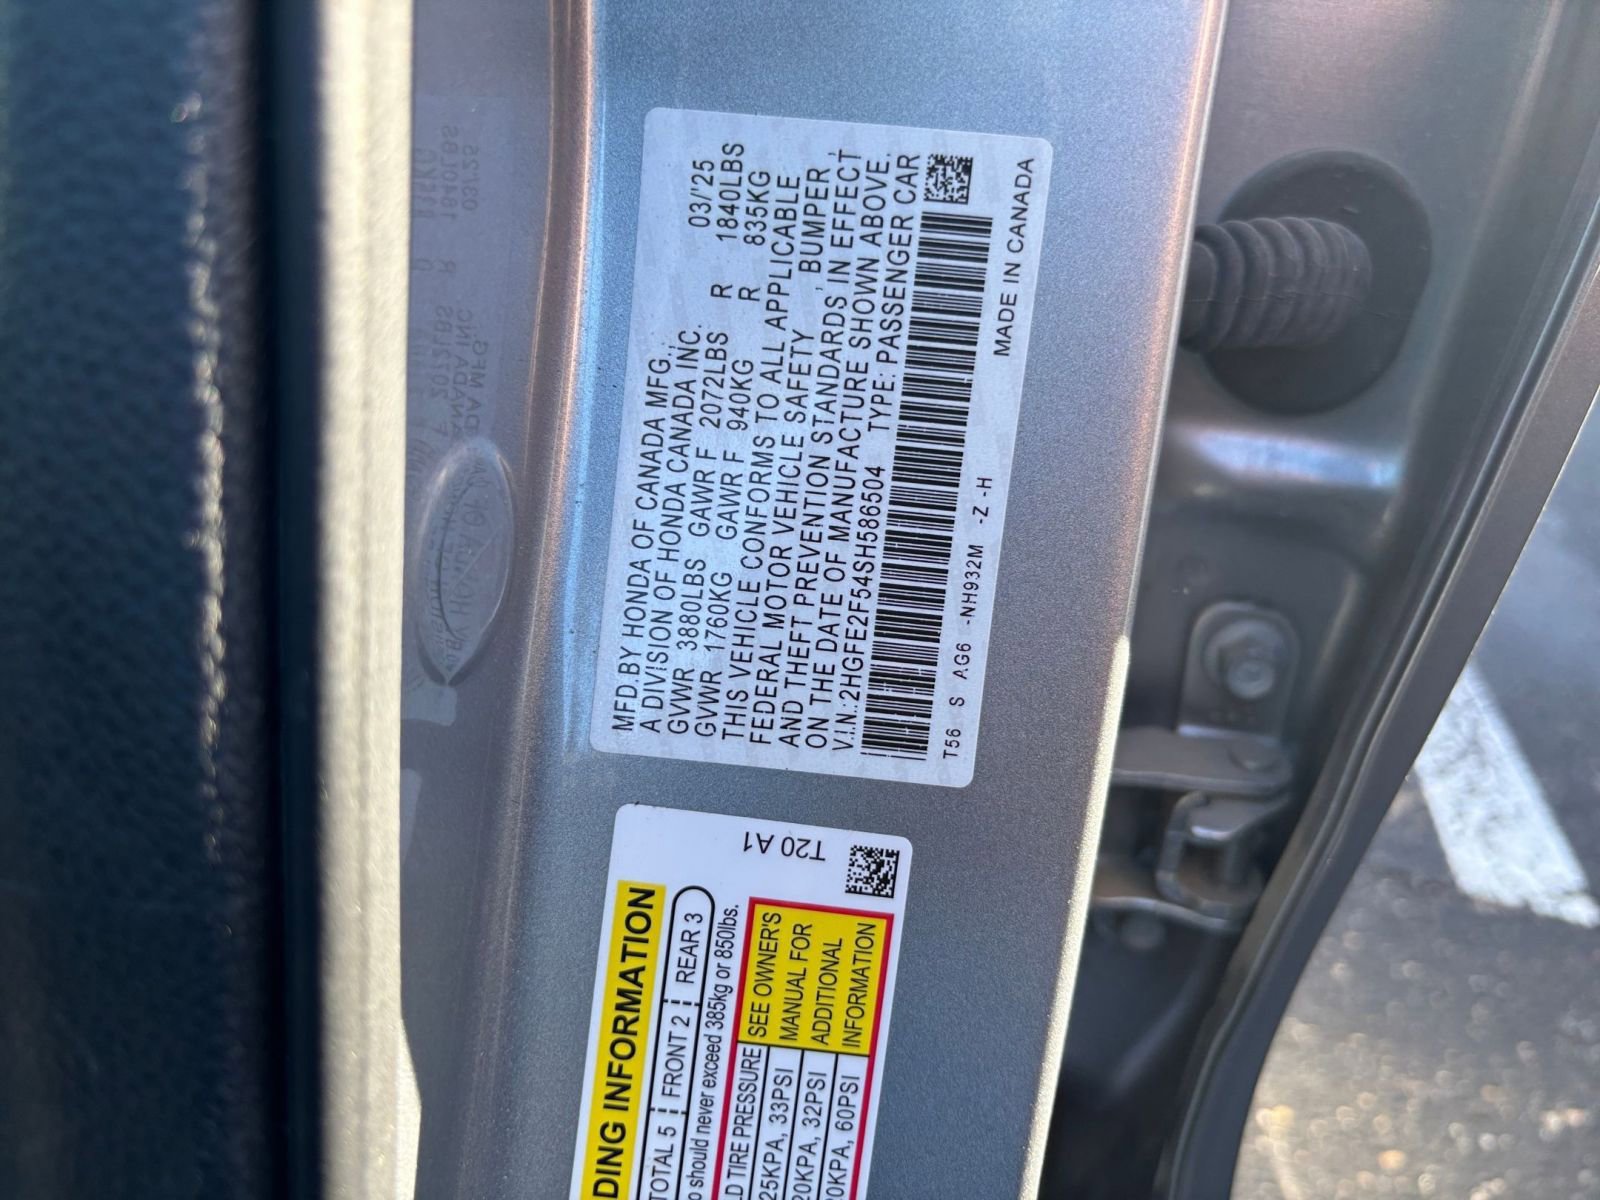 MFD.BY HONDA OF CANADA MFG.,
A DIVISION OF HONDA CANADA INC. 03/'25
GVWR 3880LBS GAWR F 2072LBS R 1840LBS
GVWR 1760KG GAWR F 940KG R 835KG
THIS VEHICLE CONFORMS TO ALL APPLICABLE
FEDERAL MOTOR VEHICLE SAFETY, BUMPER,
AND THEFT PREVENTION STANDARDS IN EFFECT
ON THE DATE OF MANUFACTURE SHOWN ABOVE.
V.I.N.:2HGFE2F54SH586504 TYPE:PASSENGER CAR
T56 S AG6 -NH932M -Z -H MADE IN CANADA
T20 A1
DING INFORMATION
TOTAL 5 FRONT 2 REAR 3
o should never exceed 385kg or 850lbs.
D TIRE PRESSURE
25KPA, 33PSI
20KPA, 32PSI
20KPA, 60PSI
SEE OWNER'S
MANUAL FOR
ADDITIONAL
INFORMATION